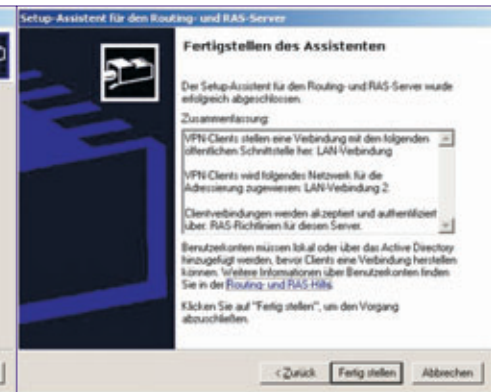 Setup-Assistent für den Routing- und RAS-Server
Fertigstellen des Assistenten
Der Setup-Assistent für den Routing- und RAS-Server wurde
erfolgreich abgeschlossen.
Zusammenfassung:
VPN-Clients stellen eine Verbindung mit den folgenden
öffentlichen Schnittstelle her: LAN-Verbindung
VPN-Clients wird folgendes Netzwerk für die
Adressierung zugewiesen: LAN-Verbindung 2
Clientverbindungen werden akzeptiert und authentifiziert
über: RAS-Richtlinien für diesen Server.
Benutzerkonten müssen lokal oder über das Active Directory
hinzugefügt werden, bevor Clients eine Verbindung herstellen
können. Weitere Informationen über Benutzerkonten finden
Sie in der Routing- und RAS-Hilfe.
Klicken Sie auf "Fertig stellen", um den Vorgang
abzuschließen.
< Zurück Fertig stellen Abbrechen